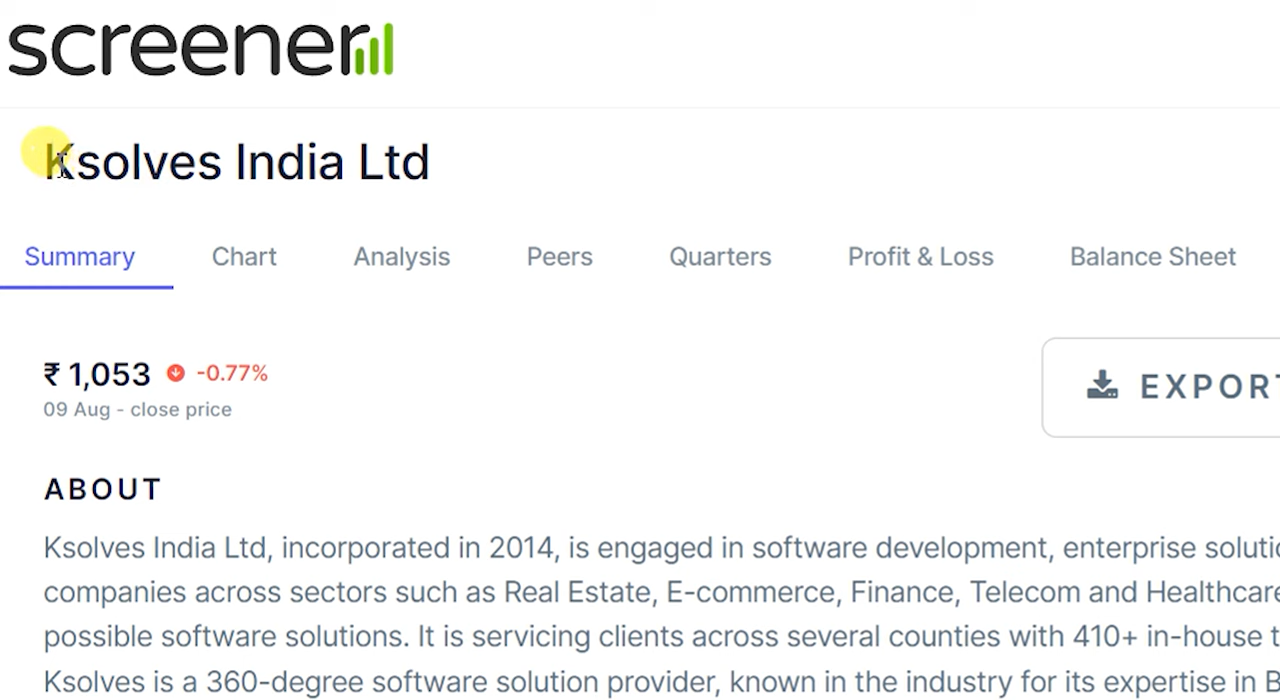 screener
Ksolves India Ltd
Summary Chart Analysis Peers Quarters Profit & Loss Balance Sheet
₹ 1,053 -0.77%
09 Aug - close price
EXPORT
ABOUT
Ksolves India Ltd, incorporated in 2014, is engaged in software development, enterprise
companies across sectors such as Real Estate, E-commerce, Finance, Telecom and Healthcare
possible software solutions. It is servicing clients across several counties with 410+ in-house
Ksolves is a 360-degree software solution provider, known in the industry for its expertise in